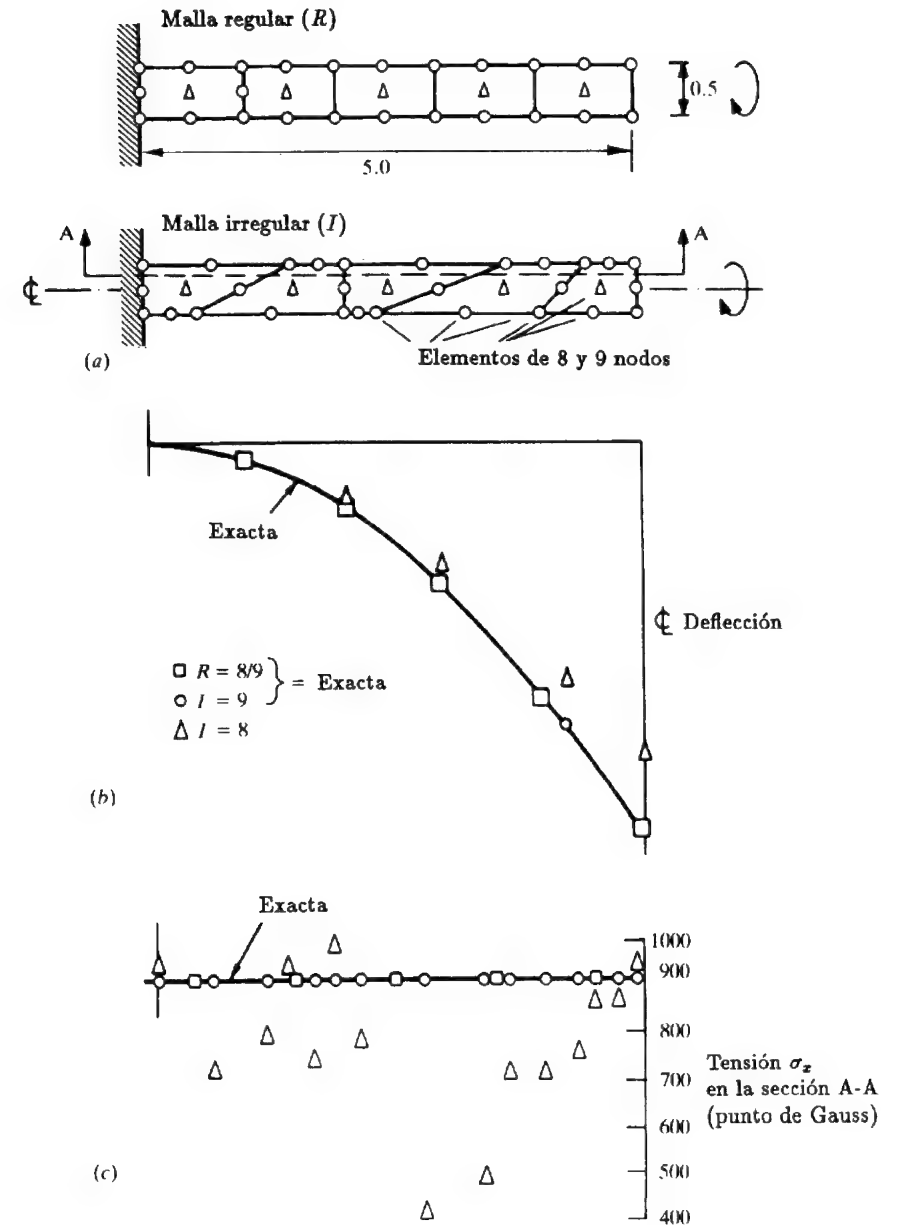 Malla regular (R)
0.5
5.0
Malla irregular (I)
A
A
℄
Elementos de 8 y 9 nodos
(a)
Exacta
℄ Deflección
R = 8/9
I = 9
= Exacta
I = 8
(b)
Exacta
1000
900
800
700
600
500
400
Tensión σx
en la sección A-A
(punto de Gauss)
(c)